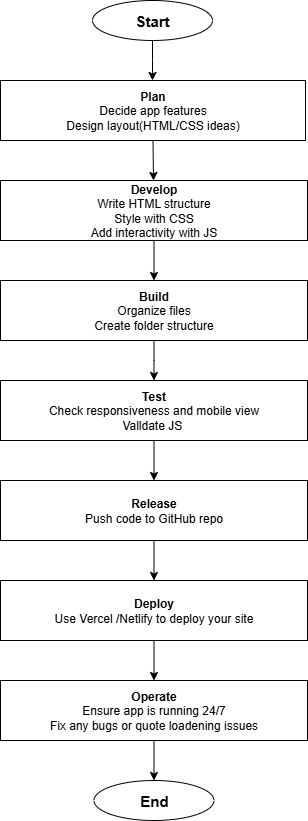 Start
Plan
Decide app features
Design layout(HTML/CSS ideas)
Develop
Write HTML structure
Style with CSS
Add interactivity with JS
Build
Organize files
Create folder structure
Test
Check responsiveness and mobile view
Valldate JS
Release
Push code to GitHub repo
Deploy
Use Vercel /Netlify to deploy your site
Operate
Ensure app is running 24/7
Fix any bugs or quote loadening issues
End